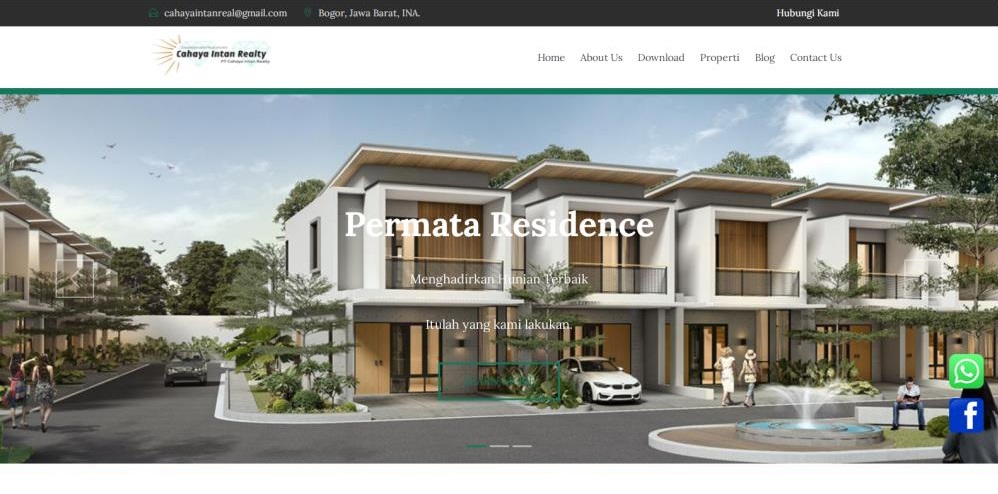 cahayaintanreal@gmail.com
Bogor, Jawa Barat, INA.
Hubungi Kami
Cahaya Intan Realty
PT Cahaya Intan Realty
Home
About Us
Download
Properti
Blog
Contact Us
Permata Residence
Menghadirkan Hunian Terbaik
Itulah yang kami lakukan.